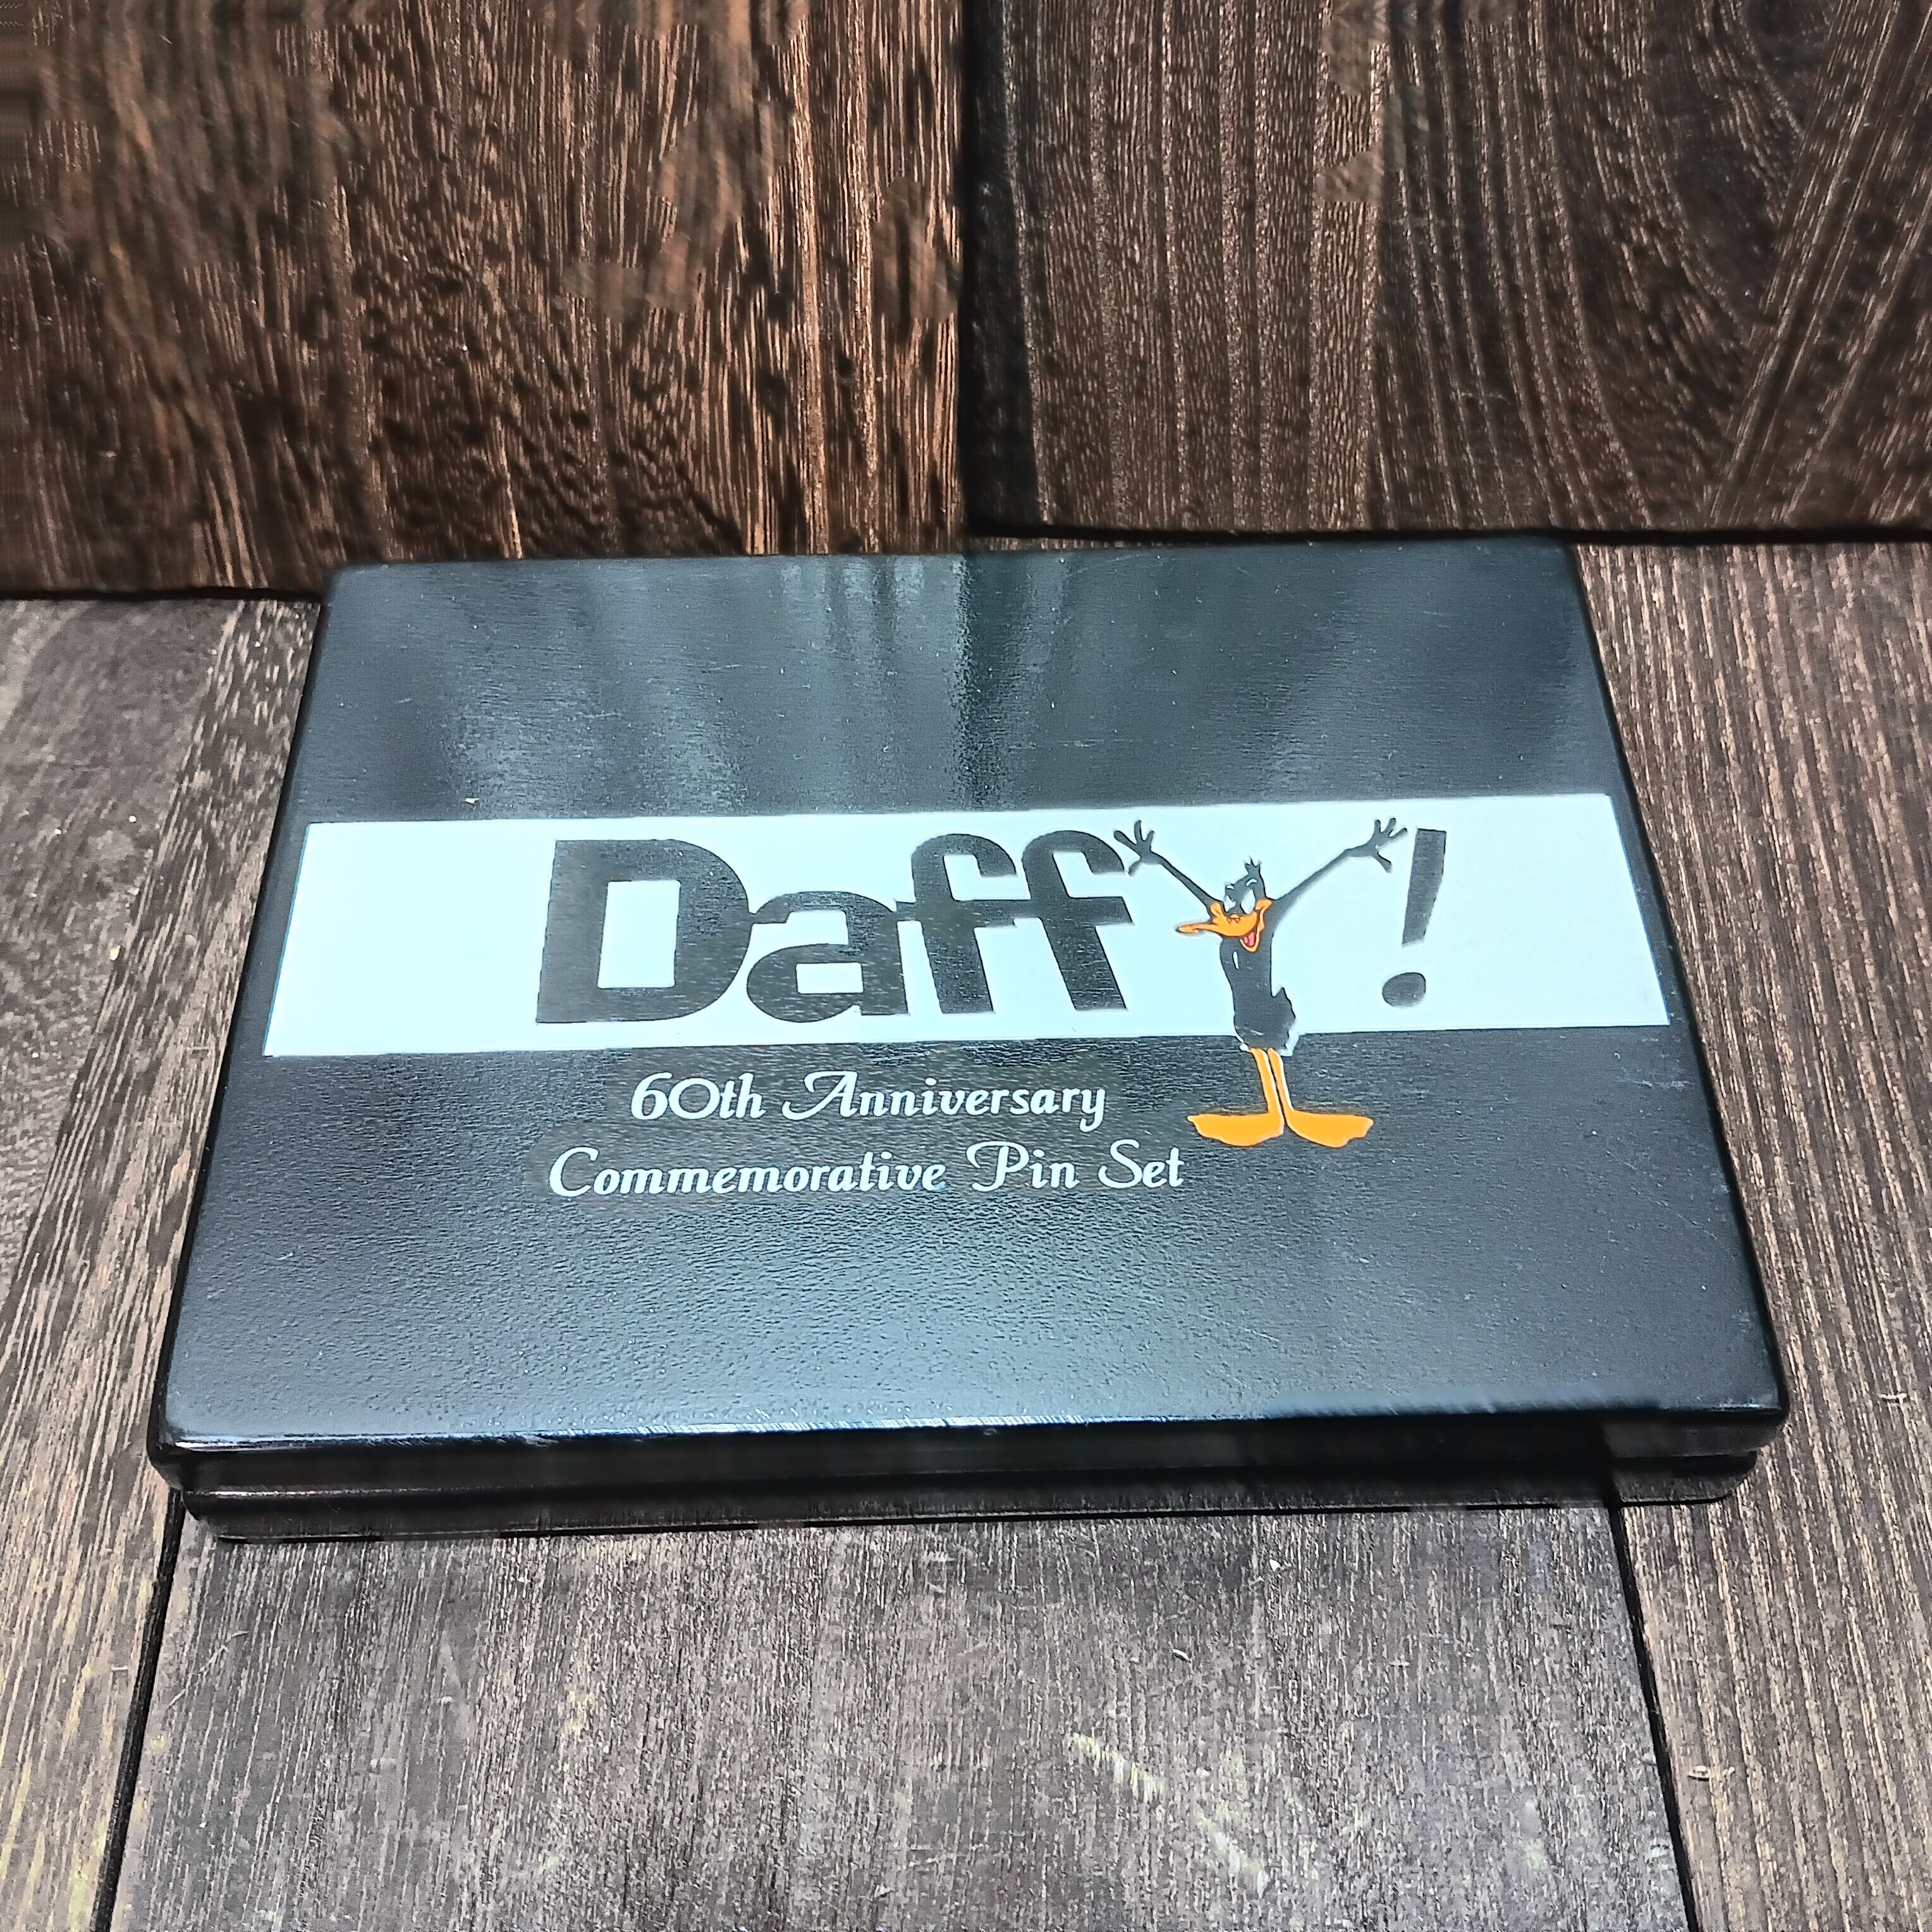 Daffy!
60th Anniversary
Commemorative Pin Set